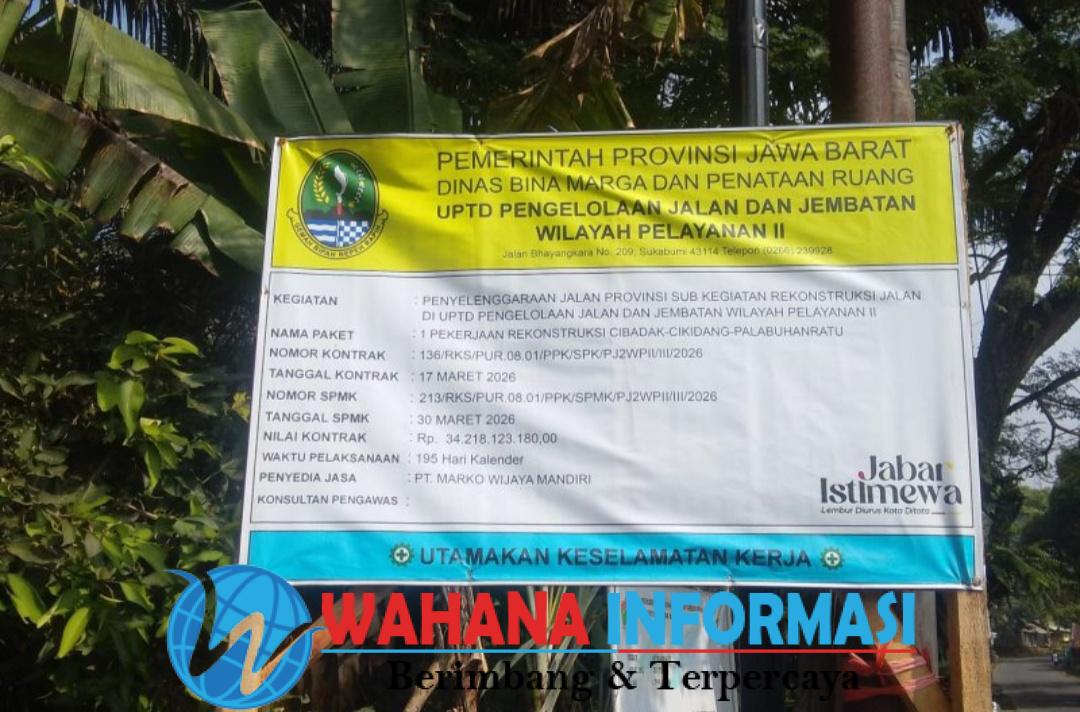 PEMERINTAH PROVINSI JAWA BARAT
DINAS BINA MARGA DAN PENATAAN RUANG
UPTD PENGELOLAAN JALAN DAN JEMBATAN
WILAYAH PELAYANAN II
Jalan Bhayangkara No. 209, Sukabumi 43114 Telepon (0266) 239928
KEGIATAN : PENYELENGGARAAN JALAN PROVINSI SUB KEGIATAN REKONSTRUKSI JALAN
DI UPTD PENGELOLAAN JALAN DAN JEMBATAN WILAYAH PELAYANAN II
NAMA PAKET : 1 PEKERJAAN REKONSTRUKSI CIBADAK-CIKIDANG-PALABUHANRATU
NOMOR KONTRAK : 136/RKS/PUR.08.01/PPK/SPK/PJ2WPII/III/2026
TANGGAL KONTRAK : 17 MARET 2026
NOMOR SPMK : 213/RKS/PUR.08.01/PPK/SPMK/PJ2WPII/III/2026
TANGGAL SPMK : 30 MARET 2026
NILAI KONTRAK : Rp. 34.218.123.180,00
WAKTU PELAKSANAAN : 195 Hari Kalender
PENYEDIA JASA : PT. MARKO WIJAYA MANDIRI
KONSULTAN PENGAWAS :
Jabar
Istimewa
Lembur Diurus Kota Ditata
UTAMAKAN KESELAMATAN KERJA
WAHANA INFORMASI
Berimbang & Terpercaya